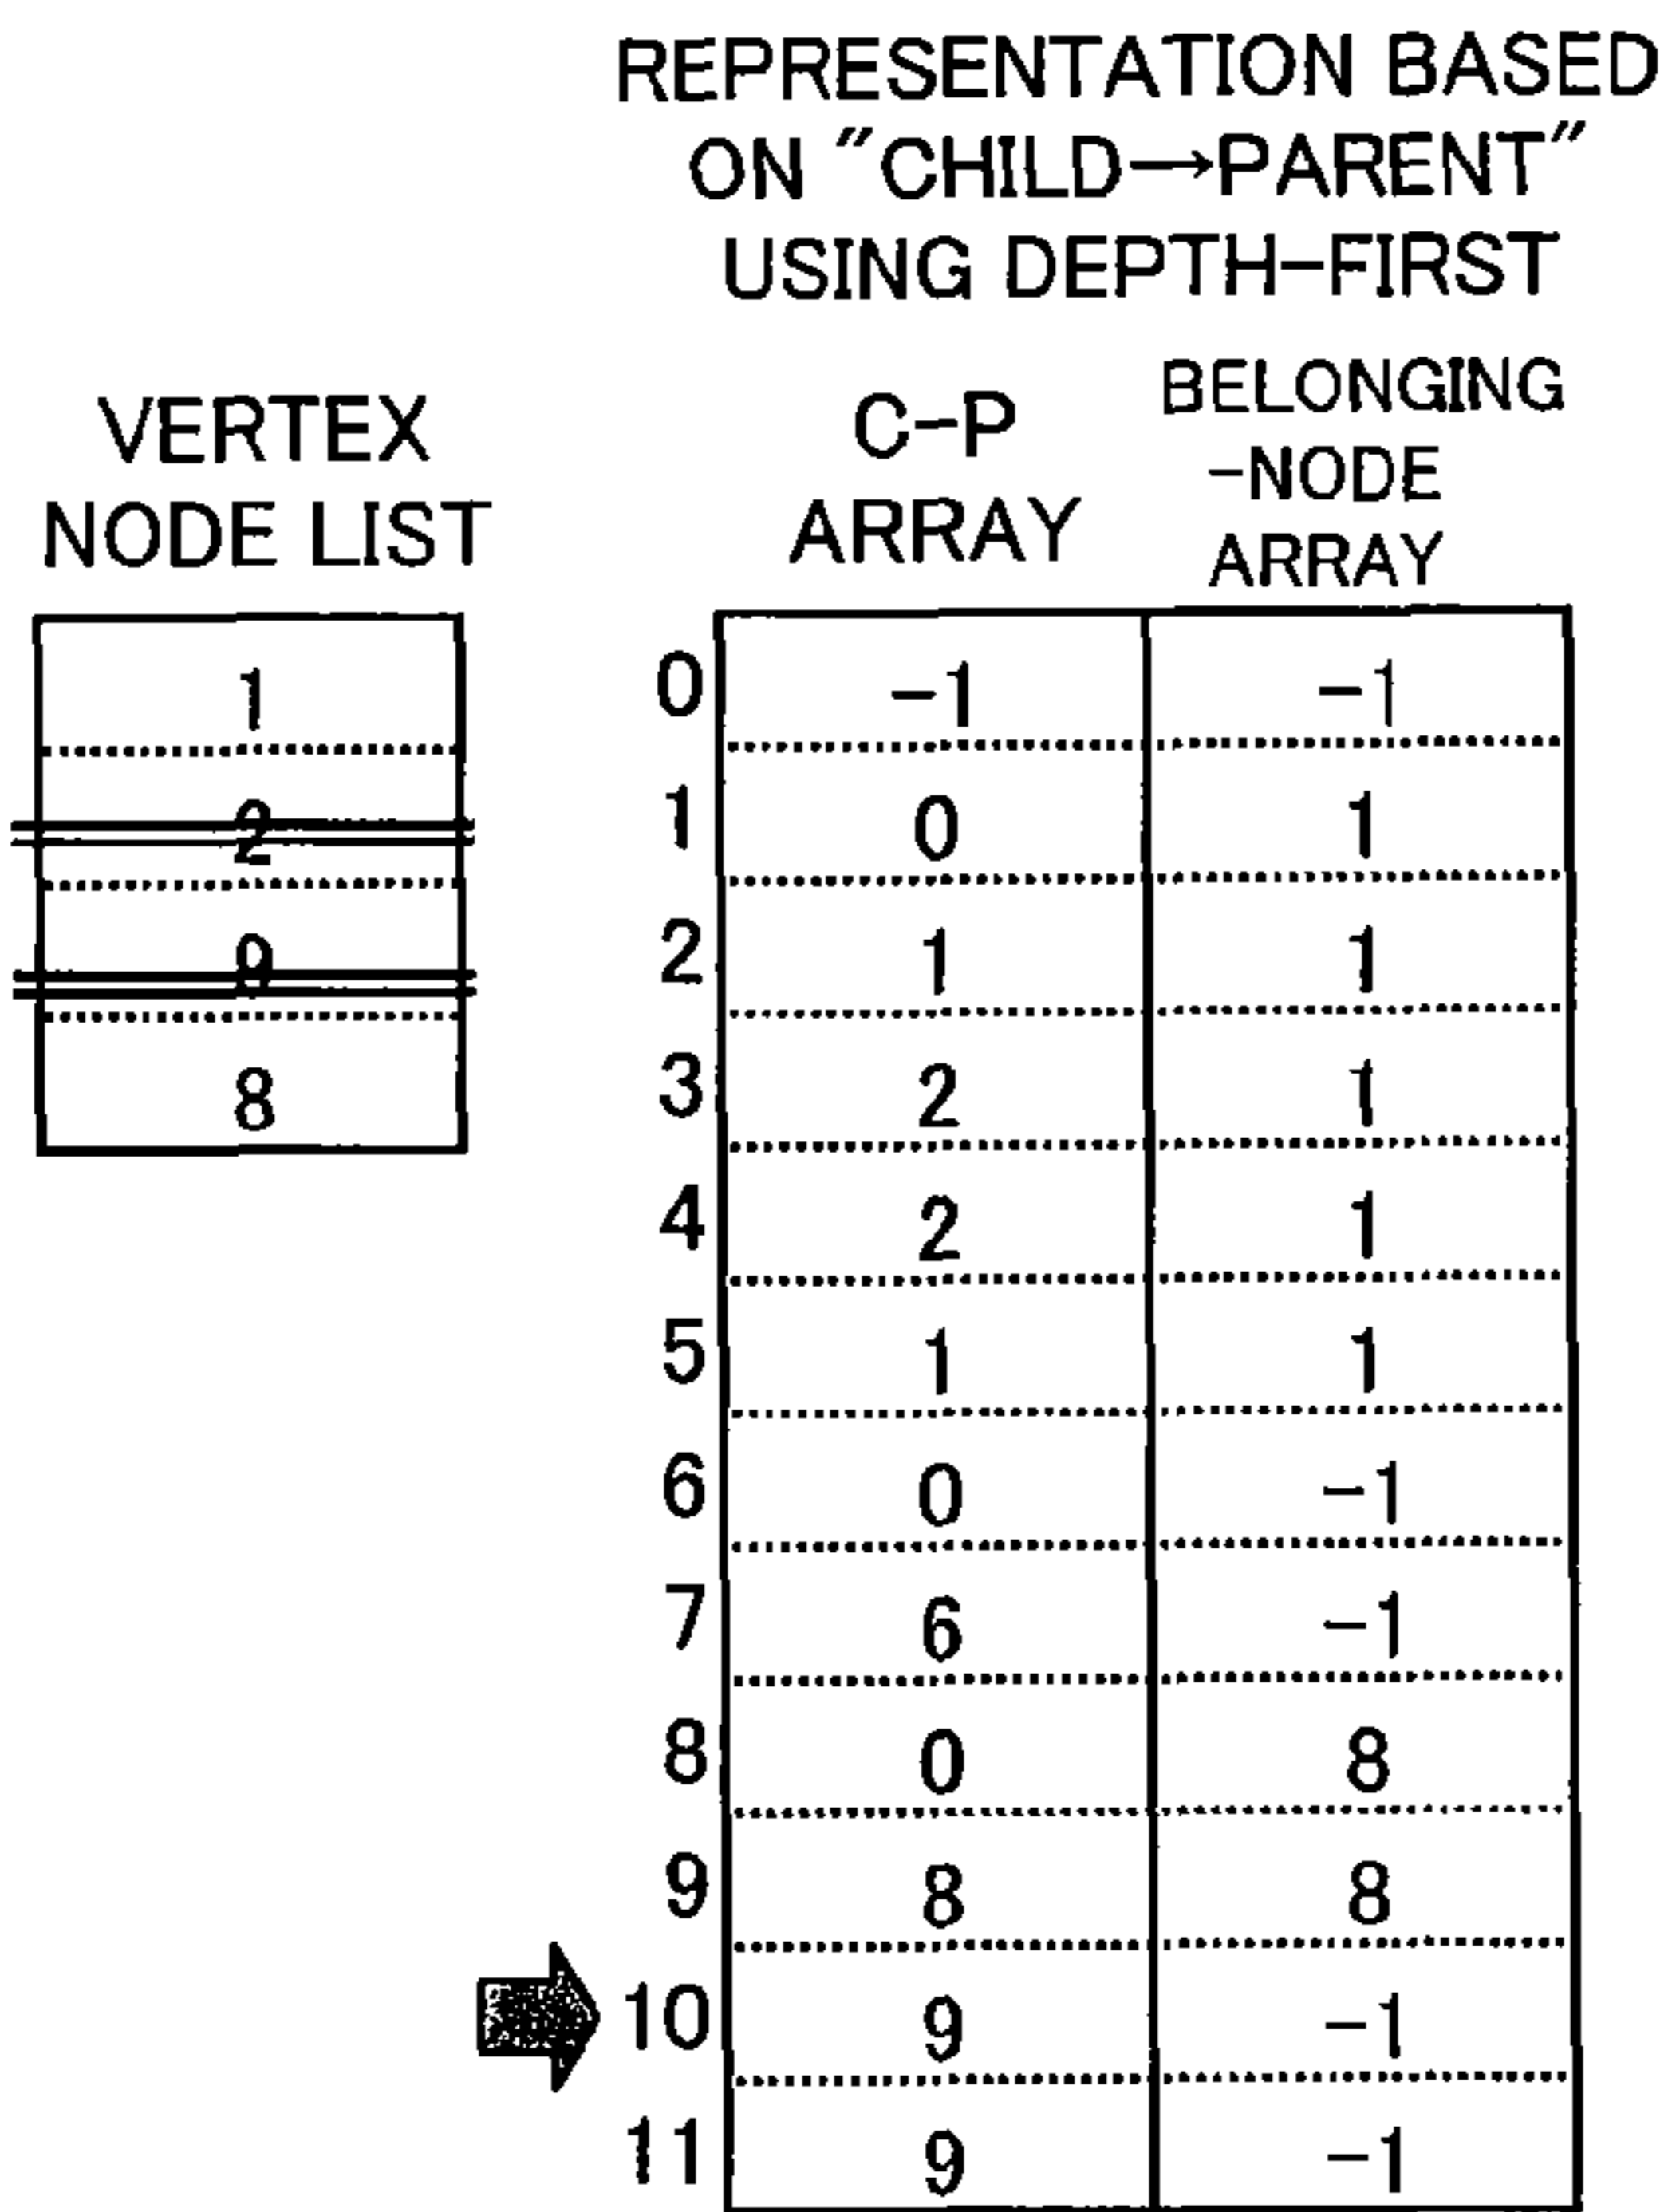 REPRESENTATION BASED
ON "CHILD→PARENT"
USING DEPTH-FIRST
VERTEX
NODE LIST
1
2
9
8
C-P
ARRAY
BELONGING
-NODE
ARRAY
0 -1 -1
1 0 1
2 1 1
3 2 1
4 2 1
5 1 1
6 0 -1
7 6 -1
8 0 8
9 8 8
10 9 -1
11 9 -1